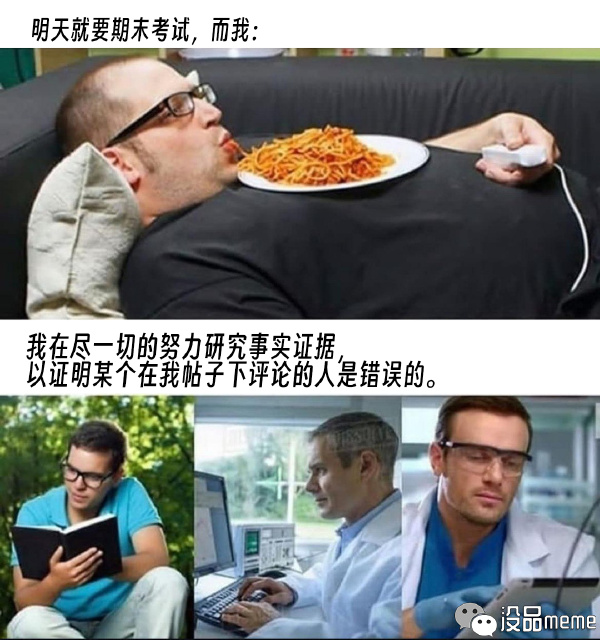 明天就要期末考试，而我：
我在尽一切的努力研究事实证据，
以证明某个在我帖子下评论的人是错误的。
没品meme